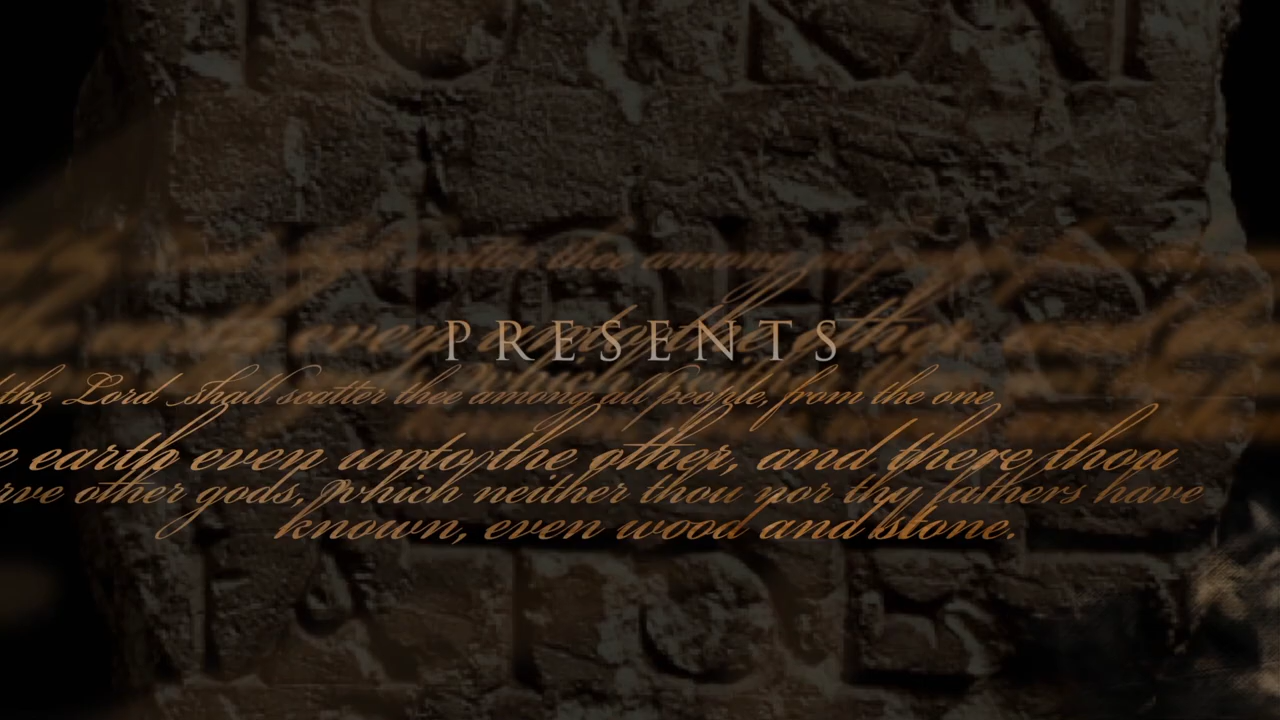 PRESENTS
the Lord shall scatter thee among all people, from the one
earth even unto the other, and there thou
other gods, which neither thou nor thy fathers have
known, even wood and stone.